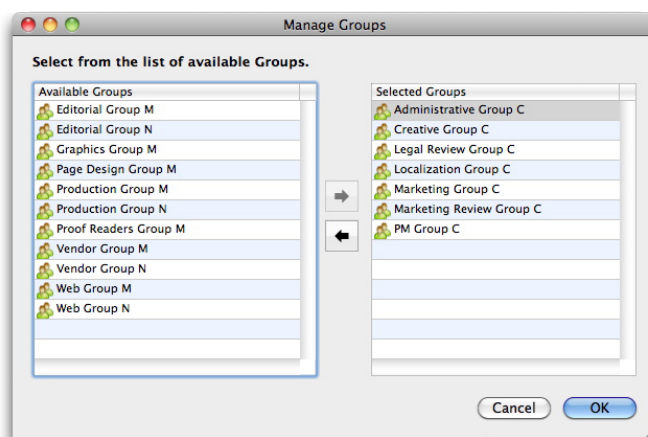 Manage Groups
Select from the list of available Groups.
Available Groups
Editorial Group M
Editorial Group N
Graphics Group M
Page Design Group M
Production Group M
Production Group N
Proof Readers Group M
Vendor Group M
Vendor Group N
Web Group M
Web Group N
Selected Groups
Administrative Group C
Creative Group C
Legal Review Group C
Localization Group C
Marketing Group C
Marketing Review Group C
PM Group C
Cancel
OK